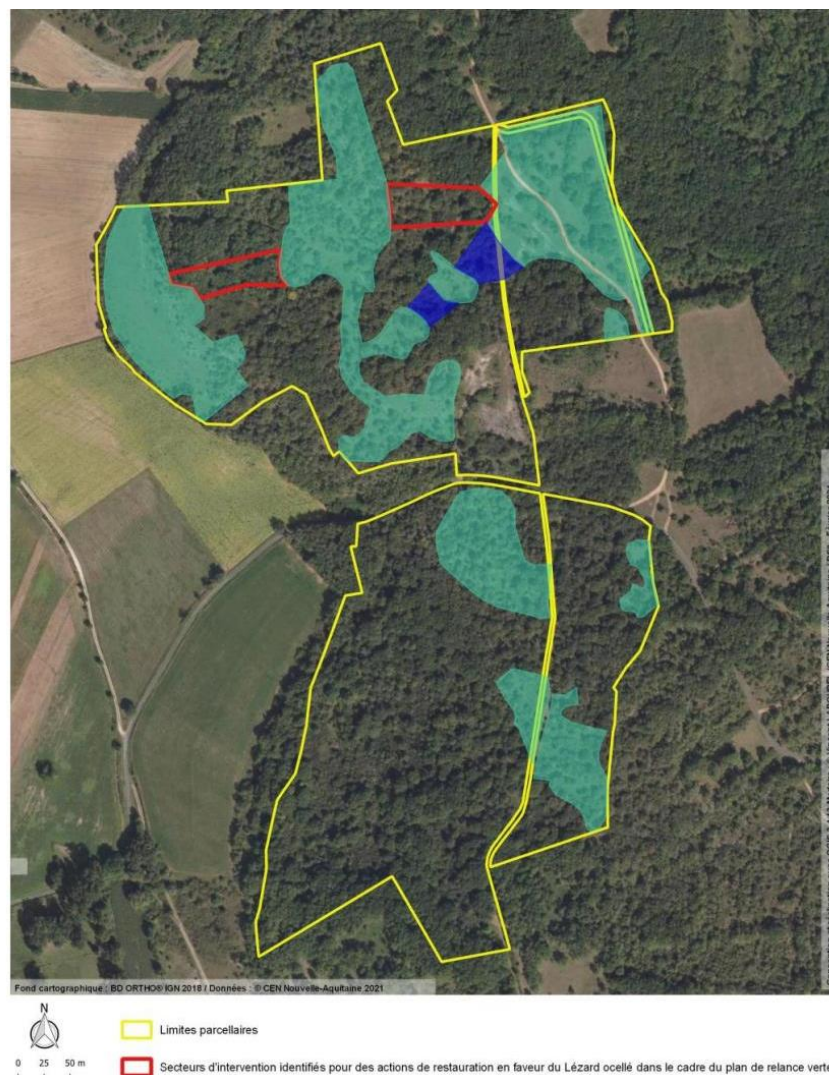 Fond cartographique : BD ORTHO® IGN 2018 / Données : © CEN Nouvelle-Aquitaine 2021
N
Limites parcellaires
0 25 50 m
Secteurs d'intervention identifiés pour des actions de restauration en faveur du Lézard ocellé dans le cadre du plan de relance verte